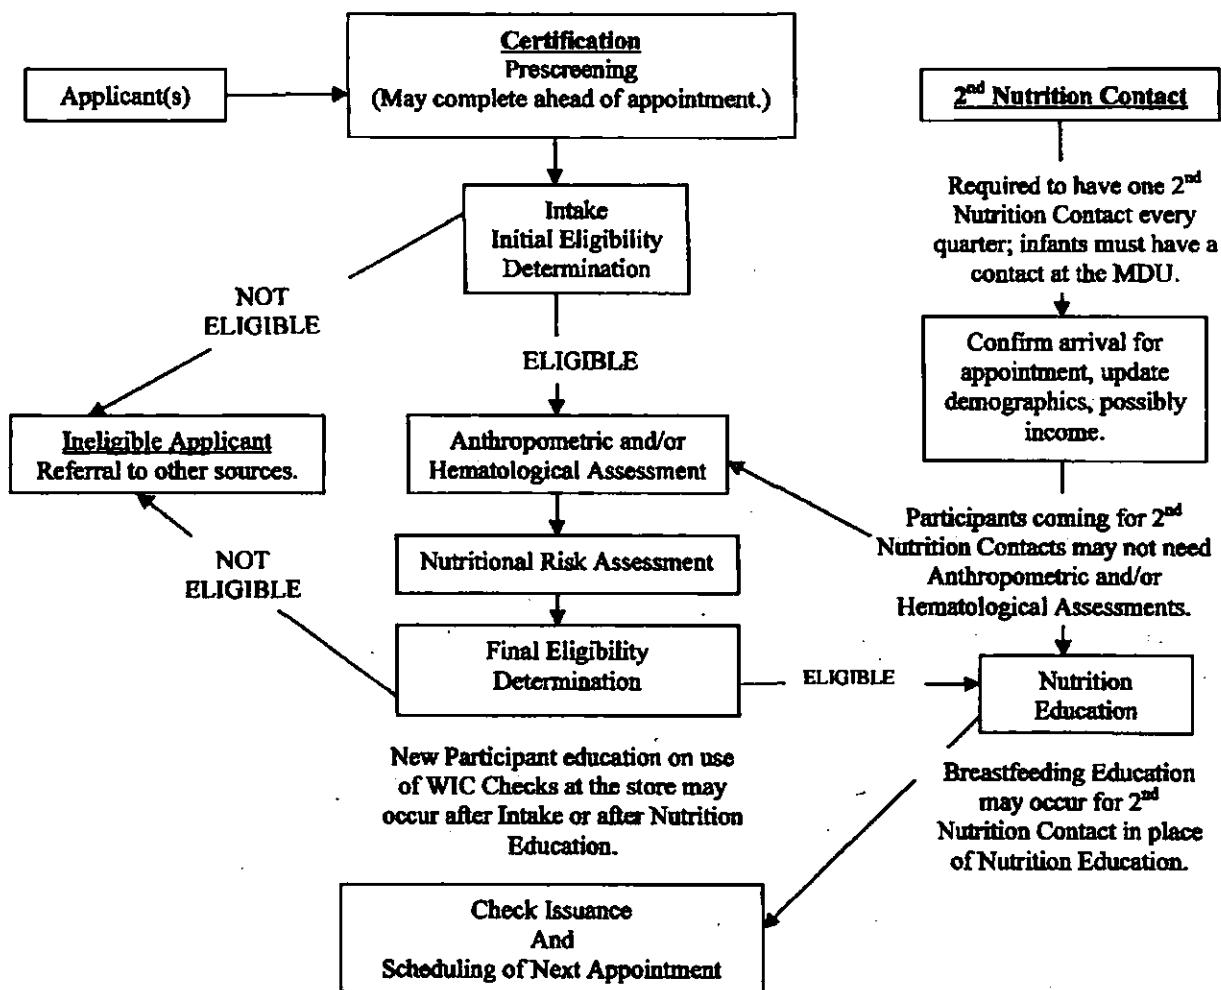 Certification
Prescreening
(May complete ahead of appointment.)
Applicant(s)
2nd Nutrition Contact
Intake
Initial Eligibility
Determination
Required to have one 2nd
Nutrition Contact every
quarter; infants must have a
contact at the MDU.
NOT
ELIGIBLE
ELIGIBLE
Confirm arrival for
appointment, update
demographics, possibly
income.
Ineligible Applicant
Referral to other sources.
Anthropometric and/or
Hematological Assessment
Participants coming for 2nd
Nutrition Contacts may not need
Anthropometric and/or
Hematological Assessments.
NOT
ELIGIBLE
Nutritional Risk Assessment
Final Eligibility
Determination
ELIGIBLE
Nutrition
Education
New Participant education on use
of WIC Checks at the store may
occur after Intake or after Nutrition
Education.
Breastfeeding Education
may occur for 2nd
Nutrition Contact in place
of Nutrition Education.
Check Issuance
And
Scheduling of Next Appointment